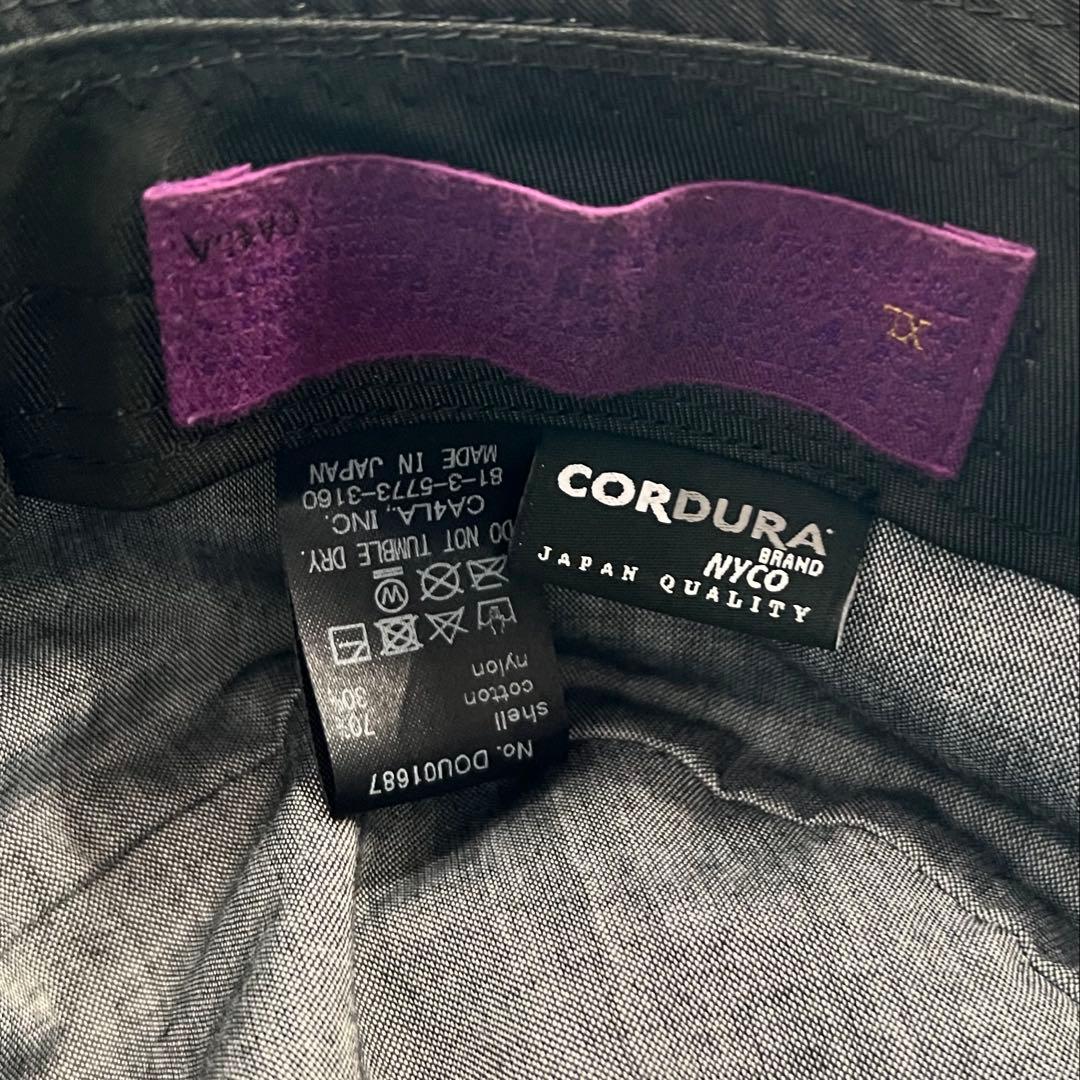 CA4LA
XL
CORDURA
BRAND
NYCO
JAPAN QUALITY
No. DOU01687
shell
cotton 70%
nylon 30%
DO NOT TUMBLE DRY.
CA4LA, INC.
81-3-5773-3160
MADE IN JAPAN